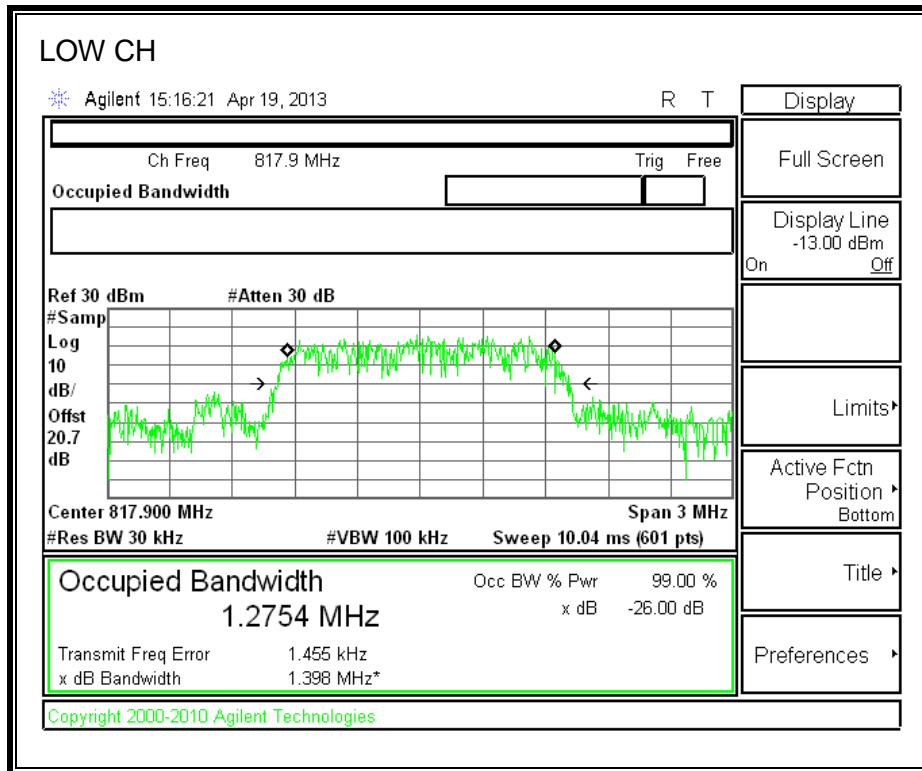 LOW CH
Agilent 15:16:21 Apr 19, 2013 R T
Display
Ch Freq 817.9 MHz Trig Free
Full Screen
Occupied Bandwidth
Display Line
-13.00 dBm
On Off
Ref 30 dBm #Atten 30 dB
#Samp
Log
10
dB/
Offst
20.7
dB
Limits
Active Fctn
Position
Bottom
Center 817.900 MHz Span 3 MHz
#Res BW 30 kHz #VBW 100 kHz Sweep 10.04 ms (601 pts)
Occupied Bandwidth Occ BW % Pwr 99.00 %
1.2754 MHz x dB -26.00 dB
Title
Transmit Freq Error 1.455 kHz
x dB Bandwidth 1.398 MHz*
Preferences
Copyright 2000-2010 Agilent Technologies